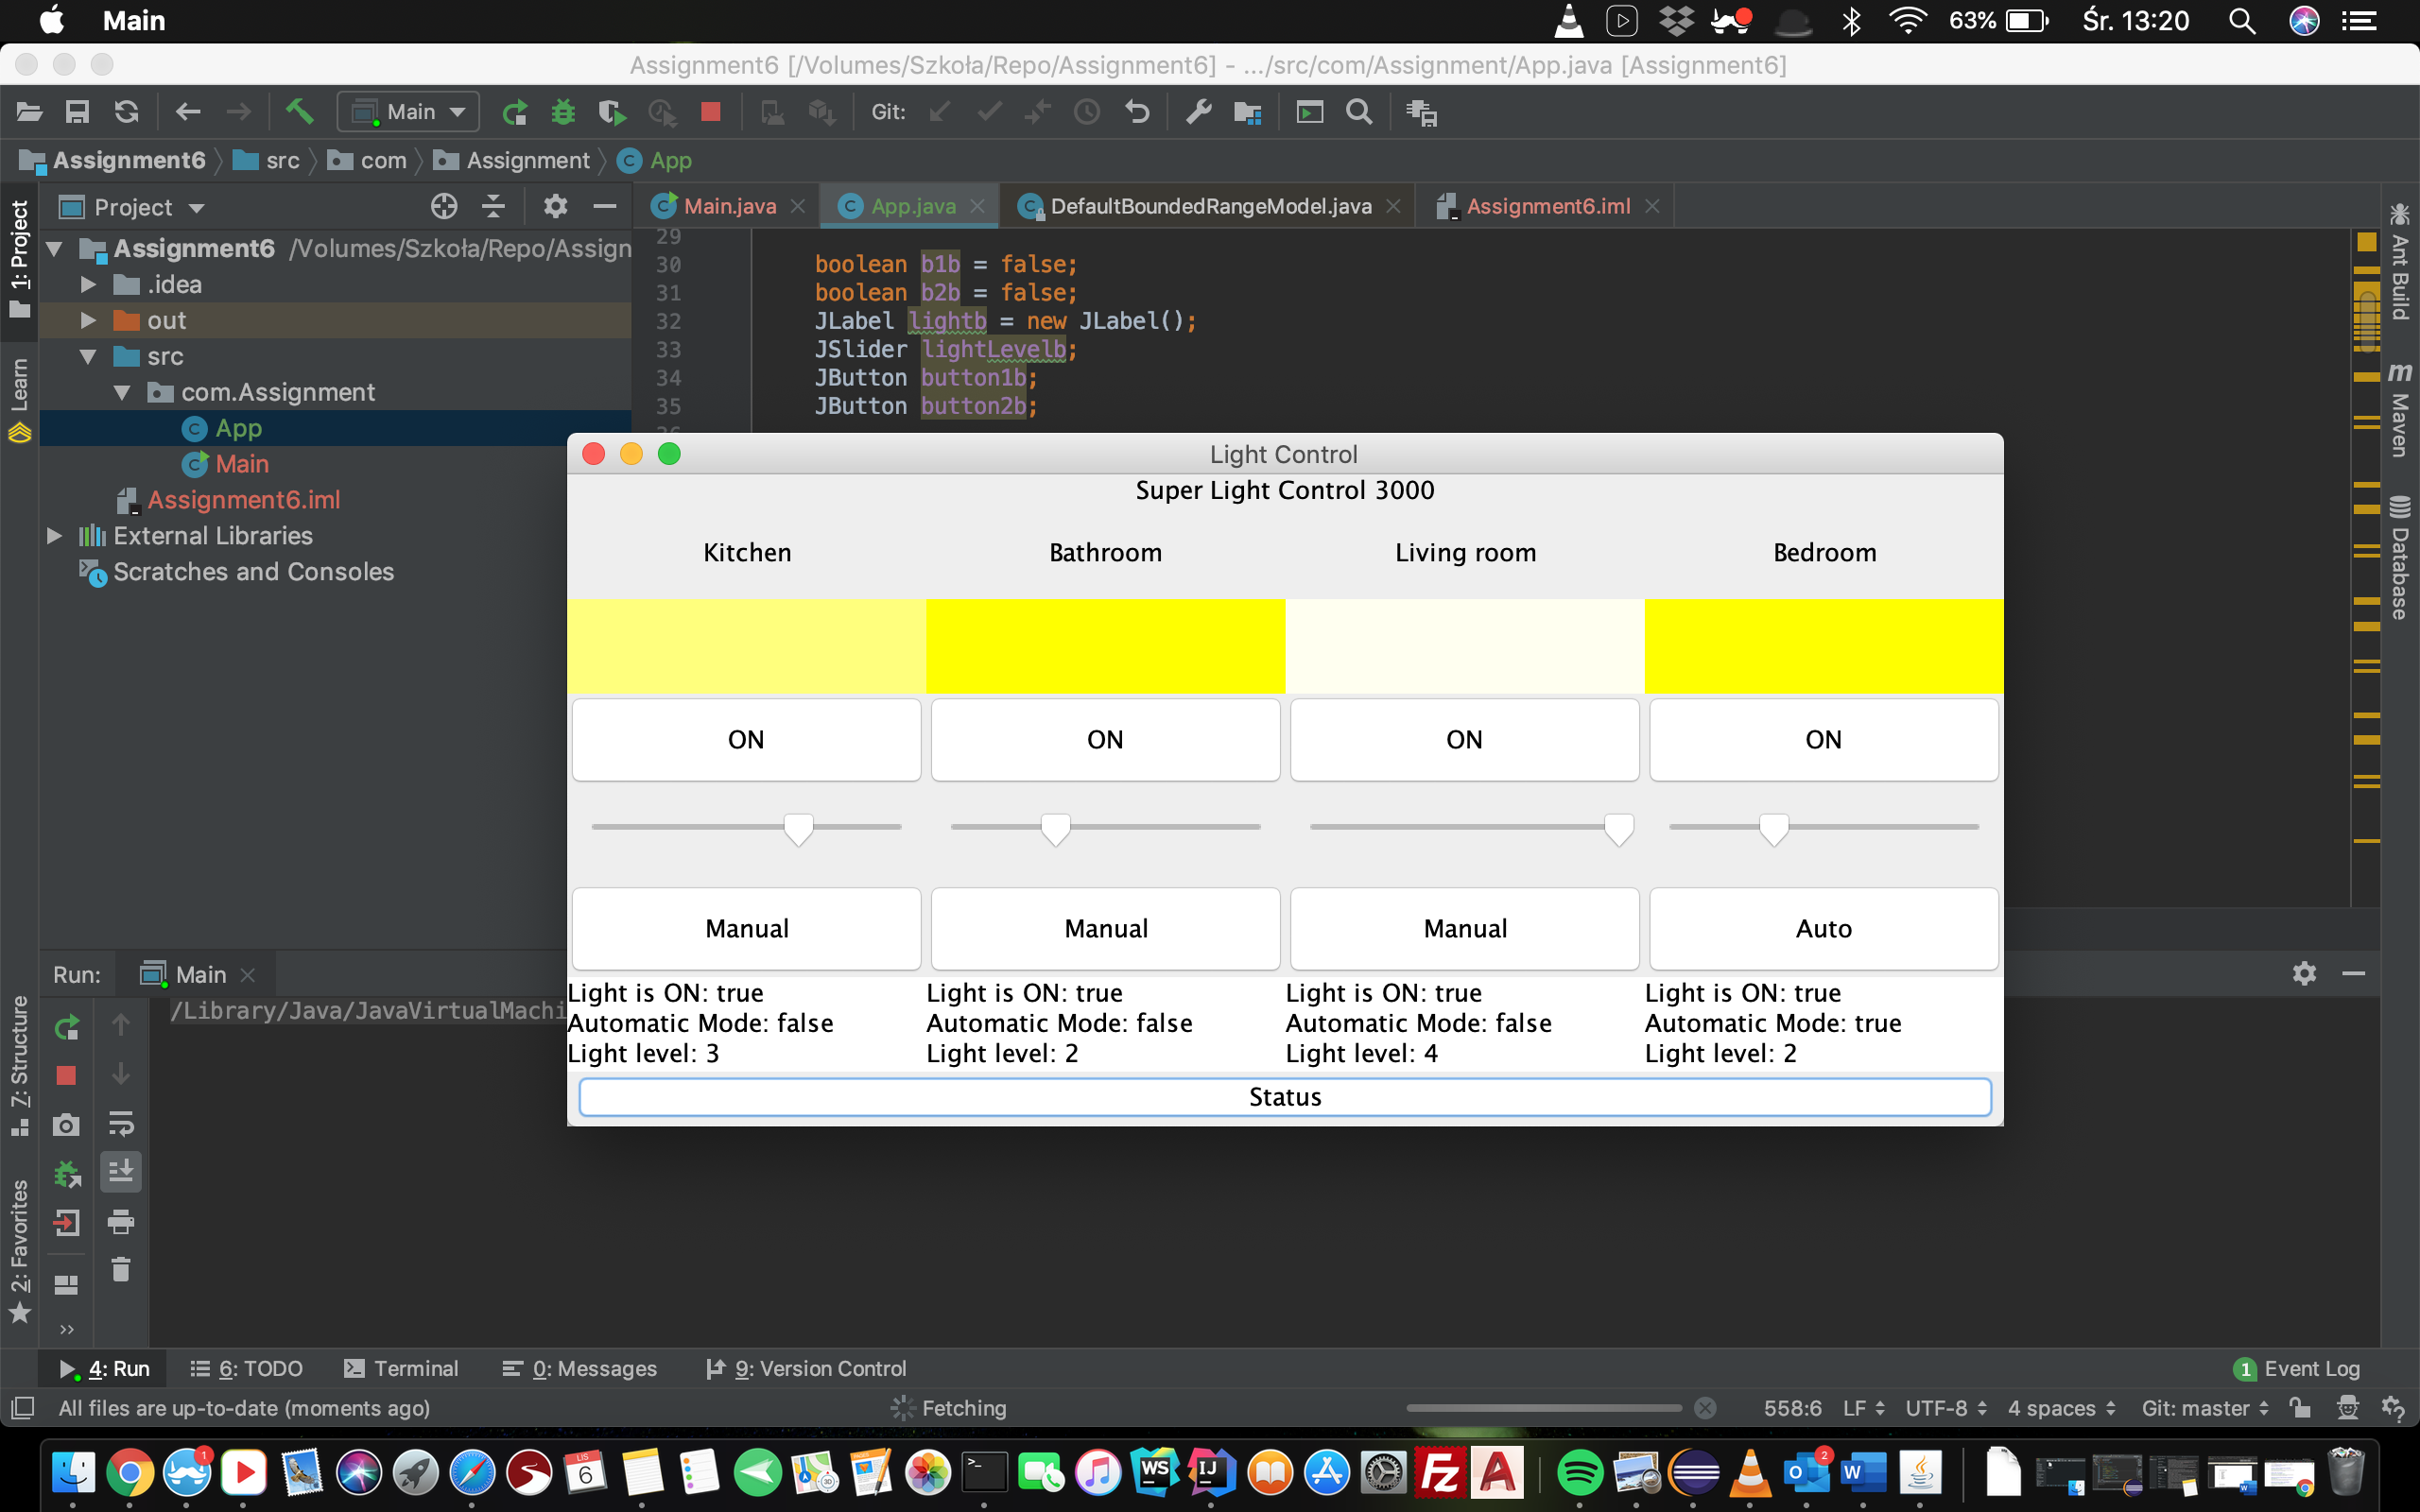 Main
63%
Śr. 13:20
Assignment6 [/Volumes/Szkoła/Repo/Assignment6] - .../src/com/Assignment/App.java [Assignment6]
Main
Git:
Assignment6
src
com
Assignment
App
Project
Main.java
App.java
DefaultBoundedRangeModel.java
Assignment6.iml
1: Project
Learn
7: Structure
2: Favorites
Ant Build
Maven
Database
Assignment6 /Volumes/Szkoła/Repo/Assign
.idea
out
src
com.Assignment
App
Main
Assignment6.iml
External Libraries
Scratches and Consoles
29
30 boolean b1b = false;
31 boolean b2b = false;
32 JLabel lightb = new JLabel();
33 JSlider lightLevelb;
34 JButton button1b;
35 JButton button2b;
Light Control
Super Light Control 3000
Kitchen Bathroom Living room Bedroom
ON ON ON ON
Manual Manual Manual Auto
Light is ON: true Light is ON: true Light is ON: true Light is ON: true
Automatic Mode: false Automatic Mode: false Automatic Mode: false Automatic Mode: true
Light level: 3 Light level: 2 Light level: 4 Light level: 2
Status
Run:
Main
/Library/Java/JavaVirtualMachi
4: Run
6: TODO
Terminal
0: Messages
9: Version Control
1 Event Log
All files are up-to-date (moments ago)
Fetching
558:6 LF UTF-8 4 spaces Git: master
1
LIS
6
WS
IJ
Fz
2